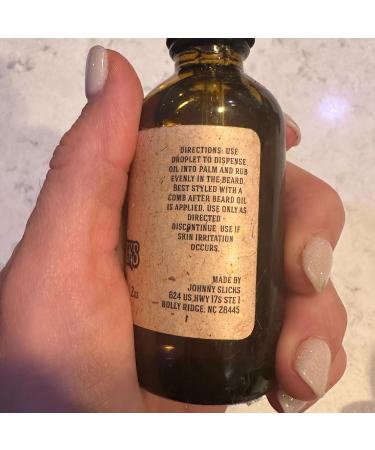 DIRECTIONS: USE
DROPLET TO DISPENSE
OIL INTO PALM AND RUB
EVENLY IN THE BEARD.
BEST STYLED WITH A
COMB AFTER BEARD OIL
IS APPLIED. USE ONLY AS
DIRECTED -
DISCONTINUE USE IF
SKIN IRRITATION
OCCURS.
MADE BY
JOHNNY SLICKS
624 US HWY 17S STE 1
HOLLY RIDGE, NC 28445
2oz